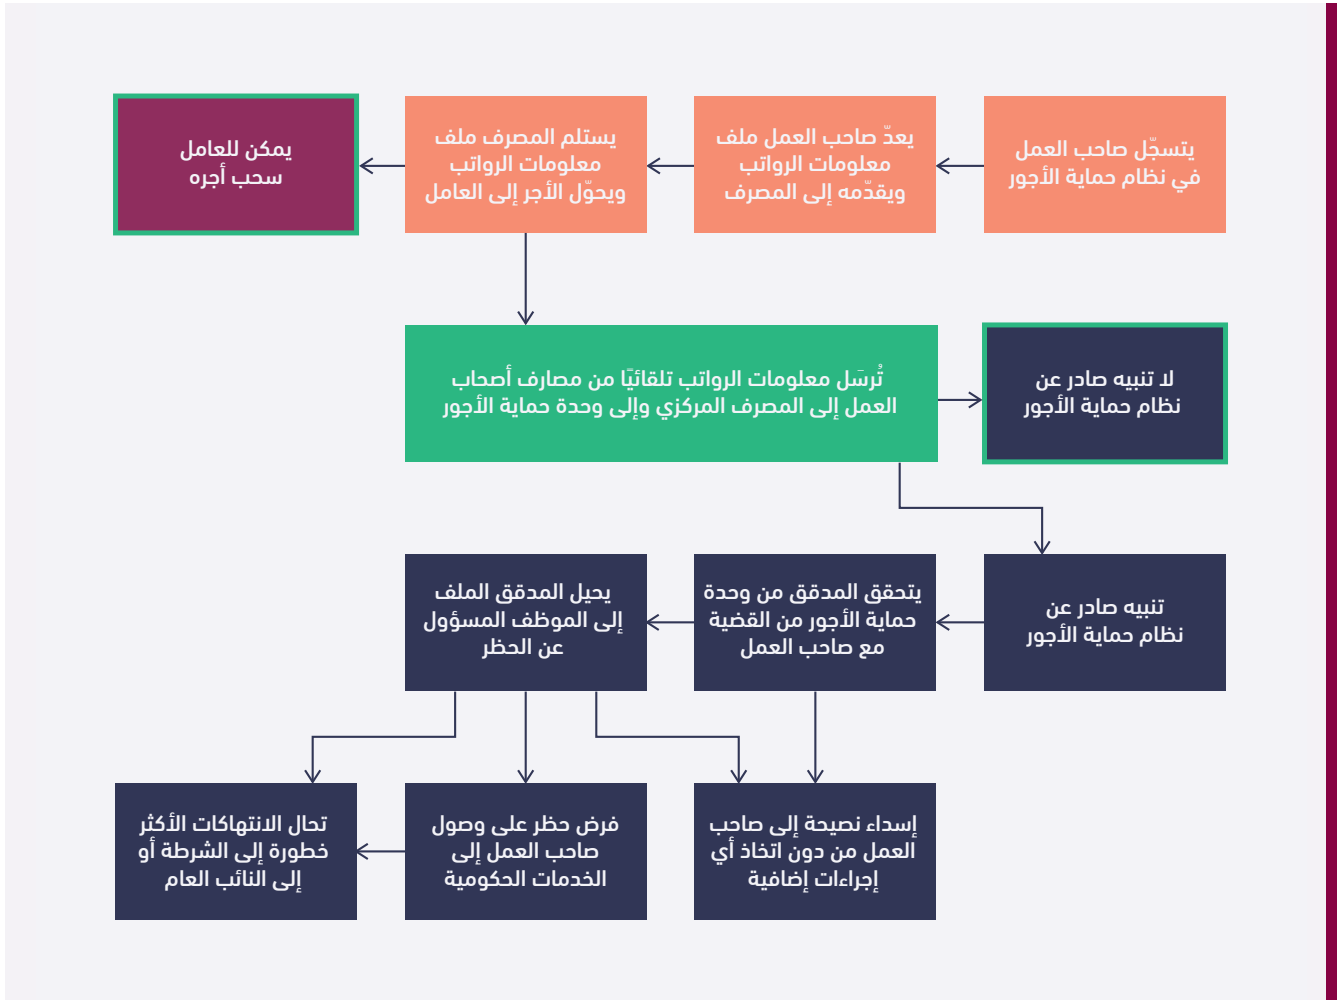 يتسجّل صاحب العمل
في نظام حماية الأجور
يعدّ صاحب العمل ملف
معلومات الرواتب
ويقدّمه إلى المصرف
يستلم المصرف ملف
معلومات الرواتب
ويحوّل الأجر إلى العامل
يمكن للعامل
سحب أجره
لا تنبيه صادر عن
نظام حماية الأجور
تُرسَل معلومات الرواتب تلقائيًا من مصارف أصحاب
العمل إلى المصرف المركزي وإلى وحدة حماية الأجور
تنبيه صادر عن
نظام حماية الأجور
يتحقق المدقق من وحدة
حماية الأجور من القضية
مع صاحب العمل
يحيل المدقق الملف
إلى الموظف المسؤول
عن الحظر
إسداء نصيحة إلى صاحب
العمل من دون اتخاذ أي
إجراءات إضافية
فرض حظر على وصول
صاحب العمل إلى
الخدمات الحكومية
تحال الانتهاكات الأكثر
خطورة إلى الشرطة أو
إلى النائب العام